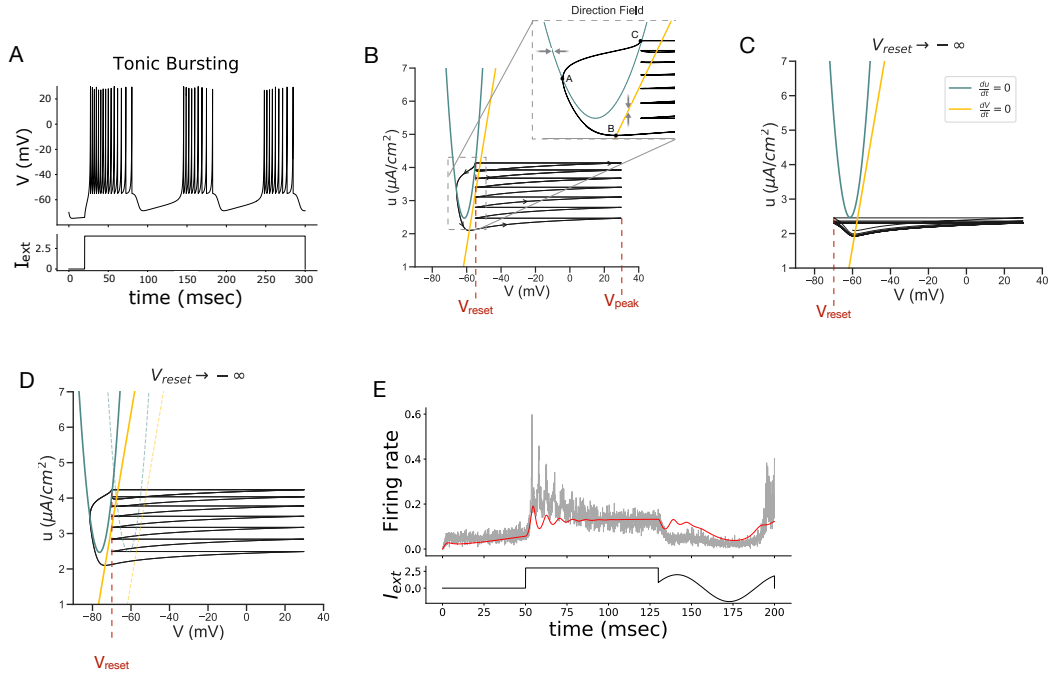 A
Tonic Bursting
V (mV)
20
0
−20
−40
−60
I_ext
2.5
0
0 50 100 150 200 250 300
time (msec)
B
Direction Field
C
A
B
u (μA/cm²)
7
6
5
4
3
2
1
−80 −60 −40 −20 0 20 40
V (mV)
V_reset
V_peak
C
V_reset → − ∞
du/dt = 0
dV/dt = 0
u (μA/cm²)
7
6
5
4
3
2
1
−80 −60 −40 −20 0 20
V (mV)
V_reset
D
V_reset → − ∞
u (μA/cm²)
7
6
5
4
3
2
1
−80 −60 −40 −20 0 20
V (mV)
V_reset
E
Firing rate
0.6
0.4
0.2
0.0
I_ext
2.5
0.0
0 25 50 75 100 125 150 175 200
time (msec)